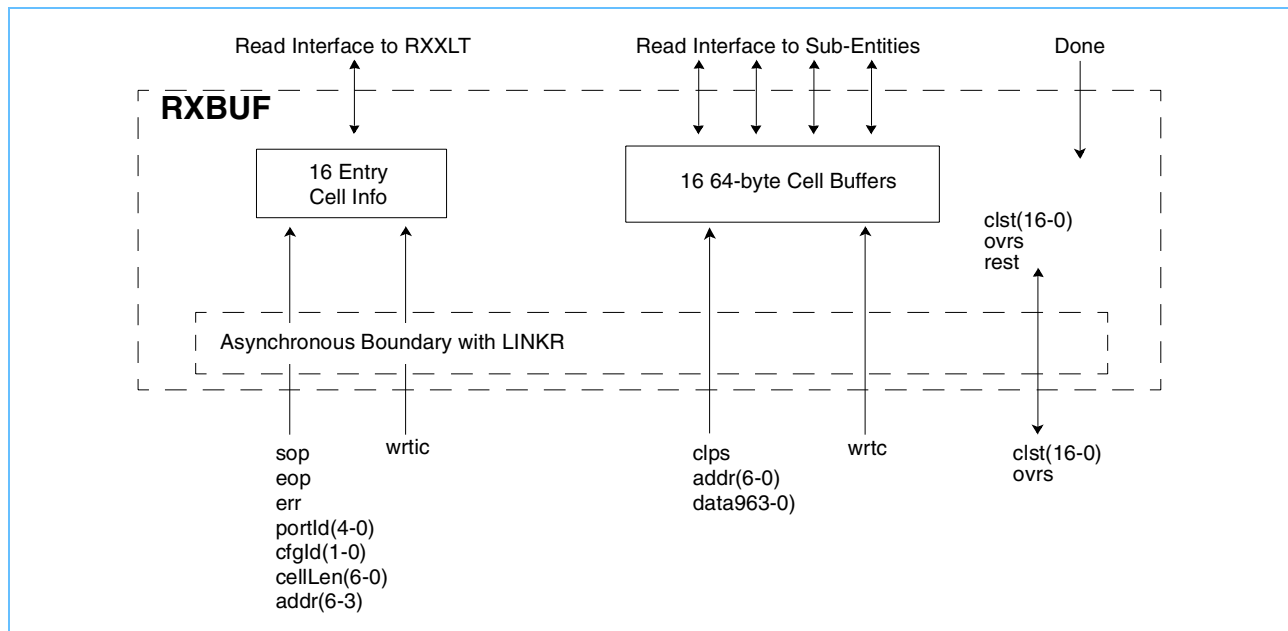 Read Interface to RXXLT
Read Interface to Sub-Entities
Done
RXBUF
16 Entry
Cell Info
16 64-byte Cell Buffers
clst(16-0)
ovrs
rest
Asynchronous Boundary with LINKR
sop
eop
err
portId(4-0)
cfgId(1-0)
cellLen(6-0)
addr(6-3)
wrtic
clps
addr(6-0)
data963-0)
wrtc
clst(16-0)
ovrs